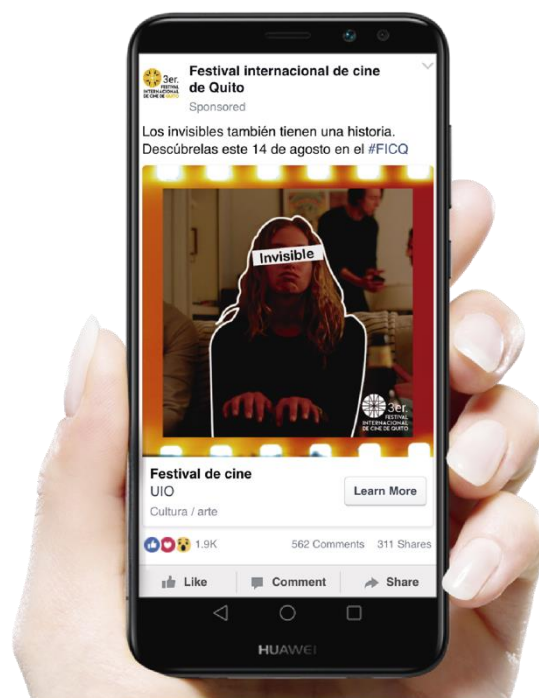 3er.
FESTIVAL
INTERNACIONAL
DE CINE DE QUITO
Festival internacional de cine
de Quito
Sponsored
Los invisibles también tienen una historia.
Descúbrelas este 14 de agosto en el #FICQ
Invisible
3er.
FESTIVAL
INTERNACIONAL
DE CINE DE QUITO
Festival de cine
UIO
Cultura / arte
Learn More
1.9K
562 Comments
311 Shares
Like
Comment
Share
HUAWEI